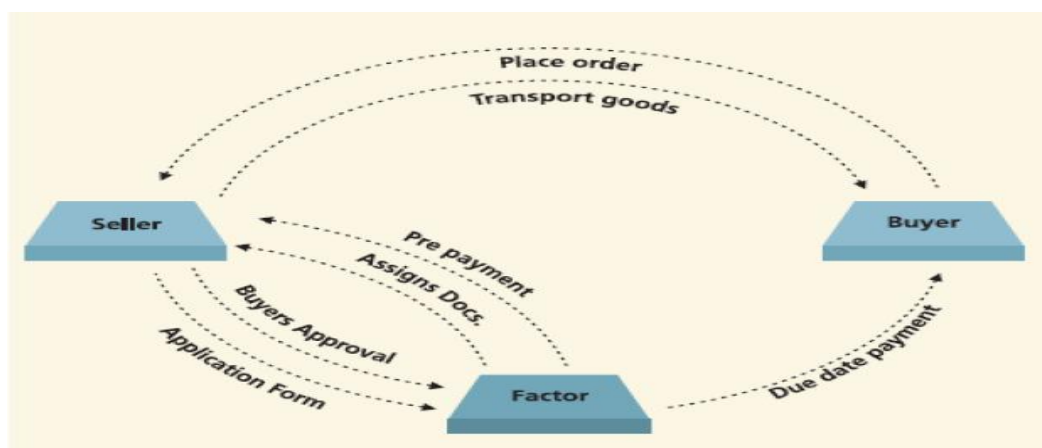 Place order
Transport goods
Seller
Buyer
Pre payment
Assigns Docs.
Buyers Approval
Application Form
Due date payment
Factor